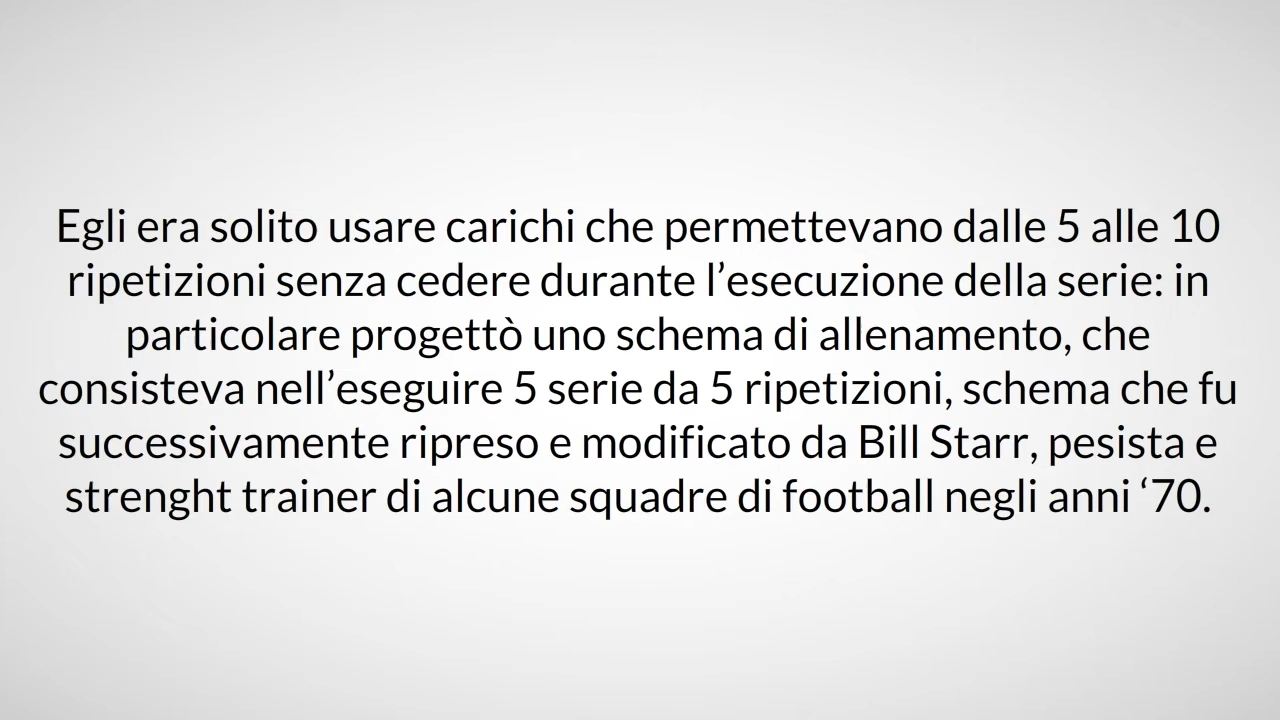 Egli era solito usare carichi che permettevano dalle 5 alle 10
ripetizioni senza cedere durante l’esecuzione della serie: in
particolare progettò uno schema di allenamento, che
consisteva nell’eseguire 5 serie da 5 ripetizioni, schema che fu
successivamente ripreso e modificato da Bill Starr, pesista e
strenght trainer di alcune squadre di football negli anni ‘70.